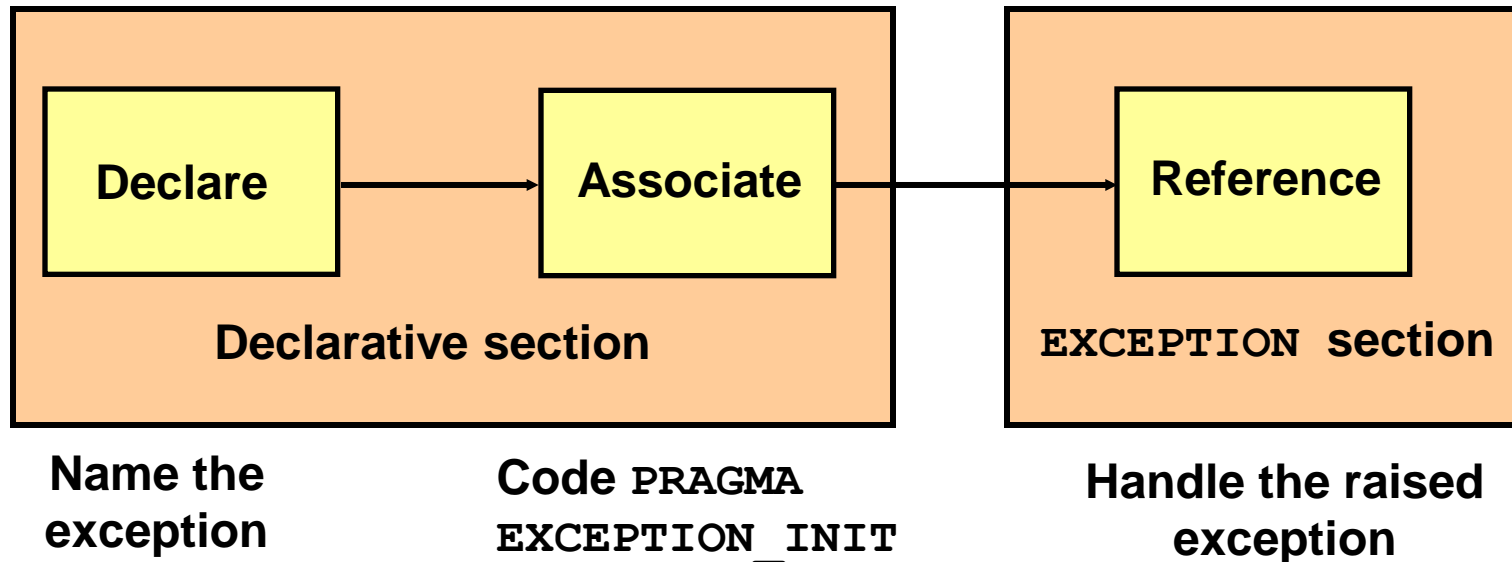 Declare
Associate
Reference
Declarative section
EXCEPTION section
Name the
exception
Code PRAGMA
EXCEPTION_INIT
Handle the raised
exception